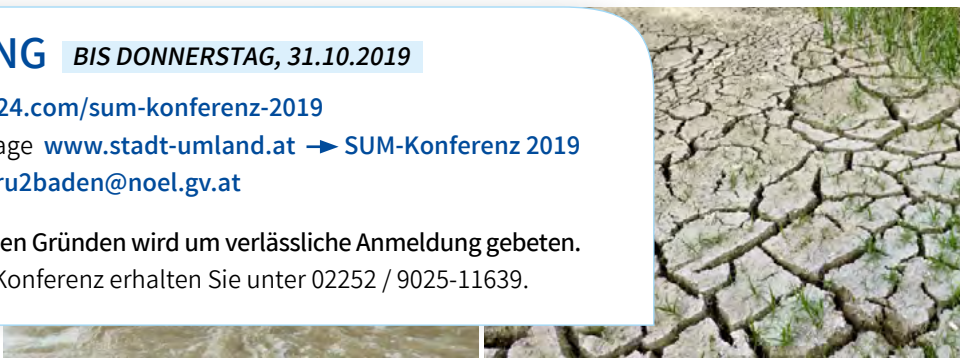 NG BIS DONNERSTAG, 31.10.2019
24.com/sum-konferenz-2019
age www.stadt-umland.at → SUM-Konferenz 2019
ru2baden@noel.gv.at
en Gründen wird um verlässliche Anmeldung gebeten.
Konferenz erhalten Sie unter 02252 / 9025-11639.